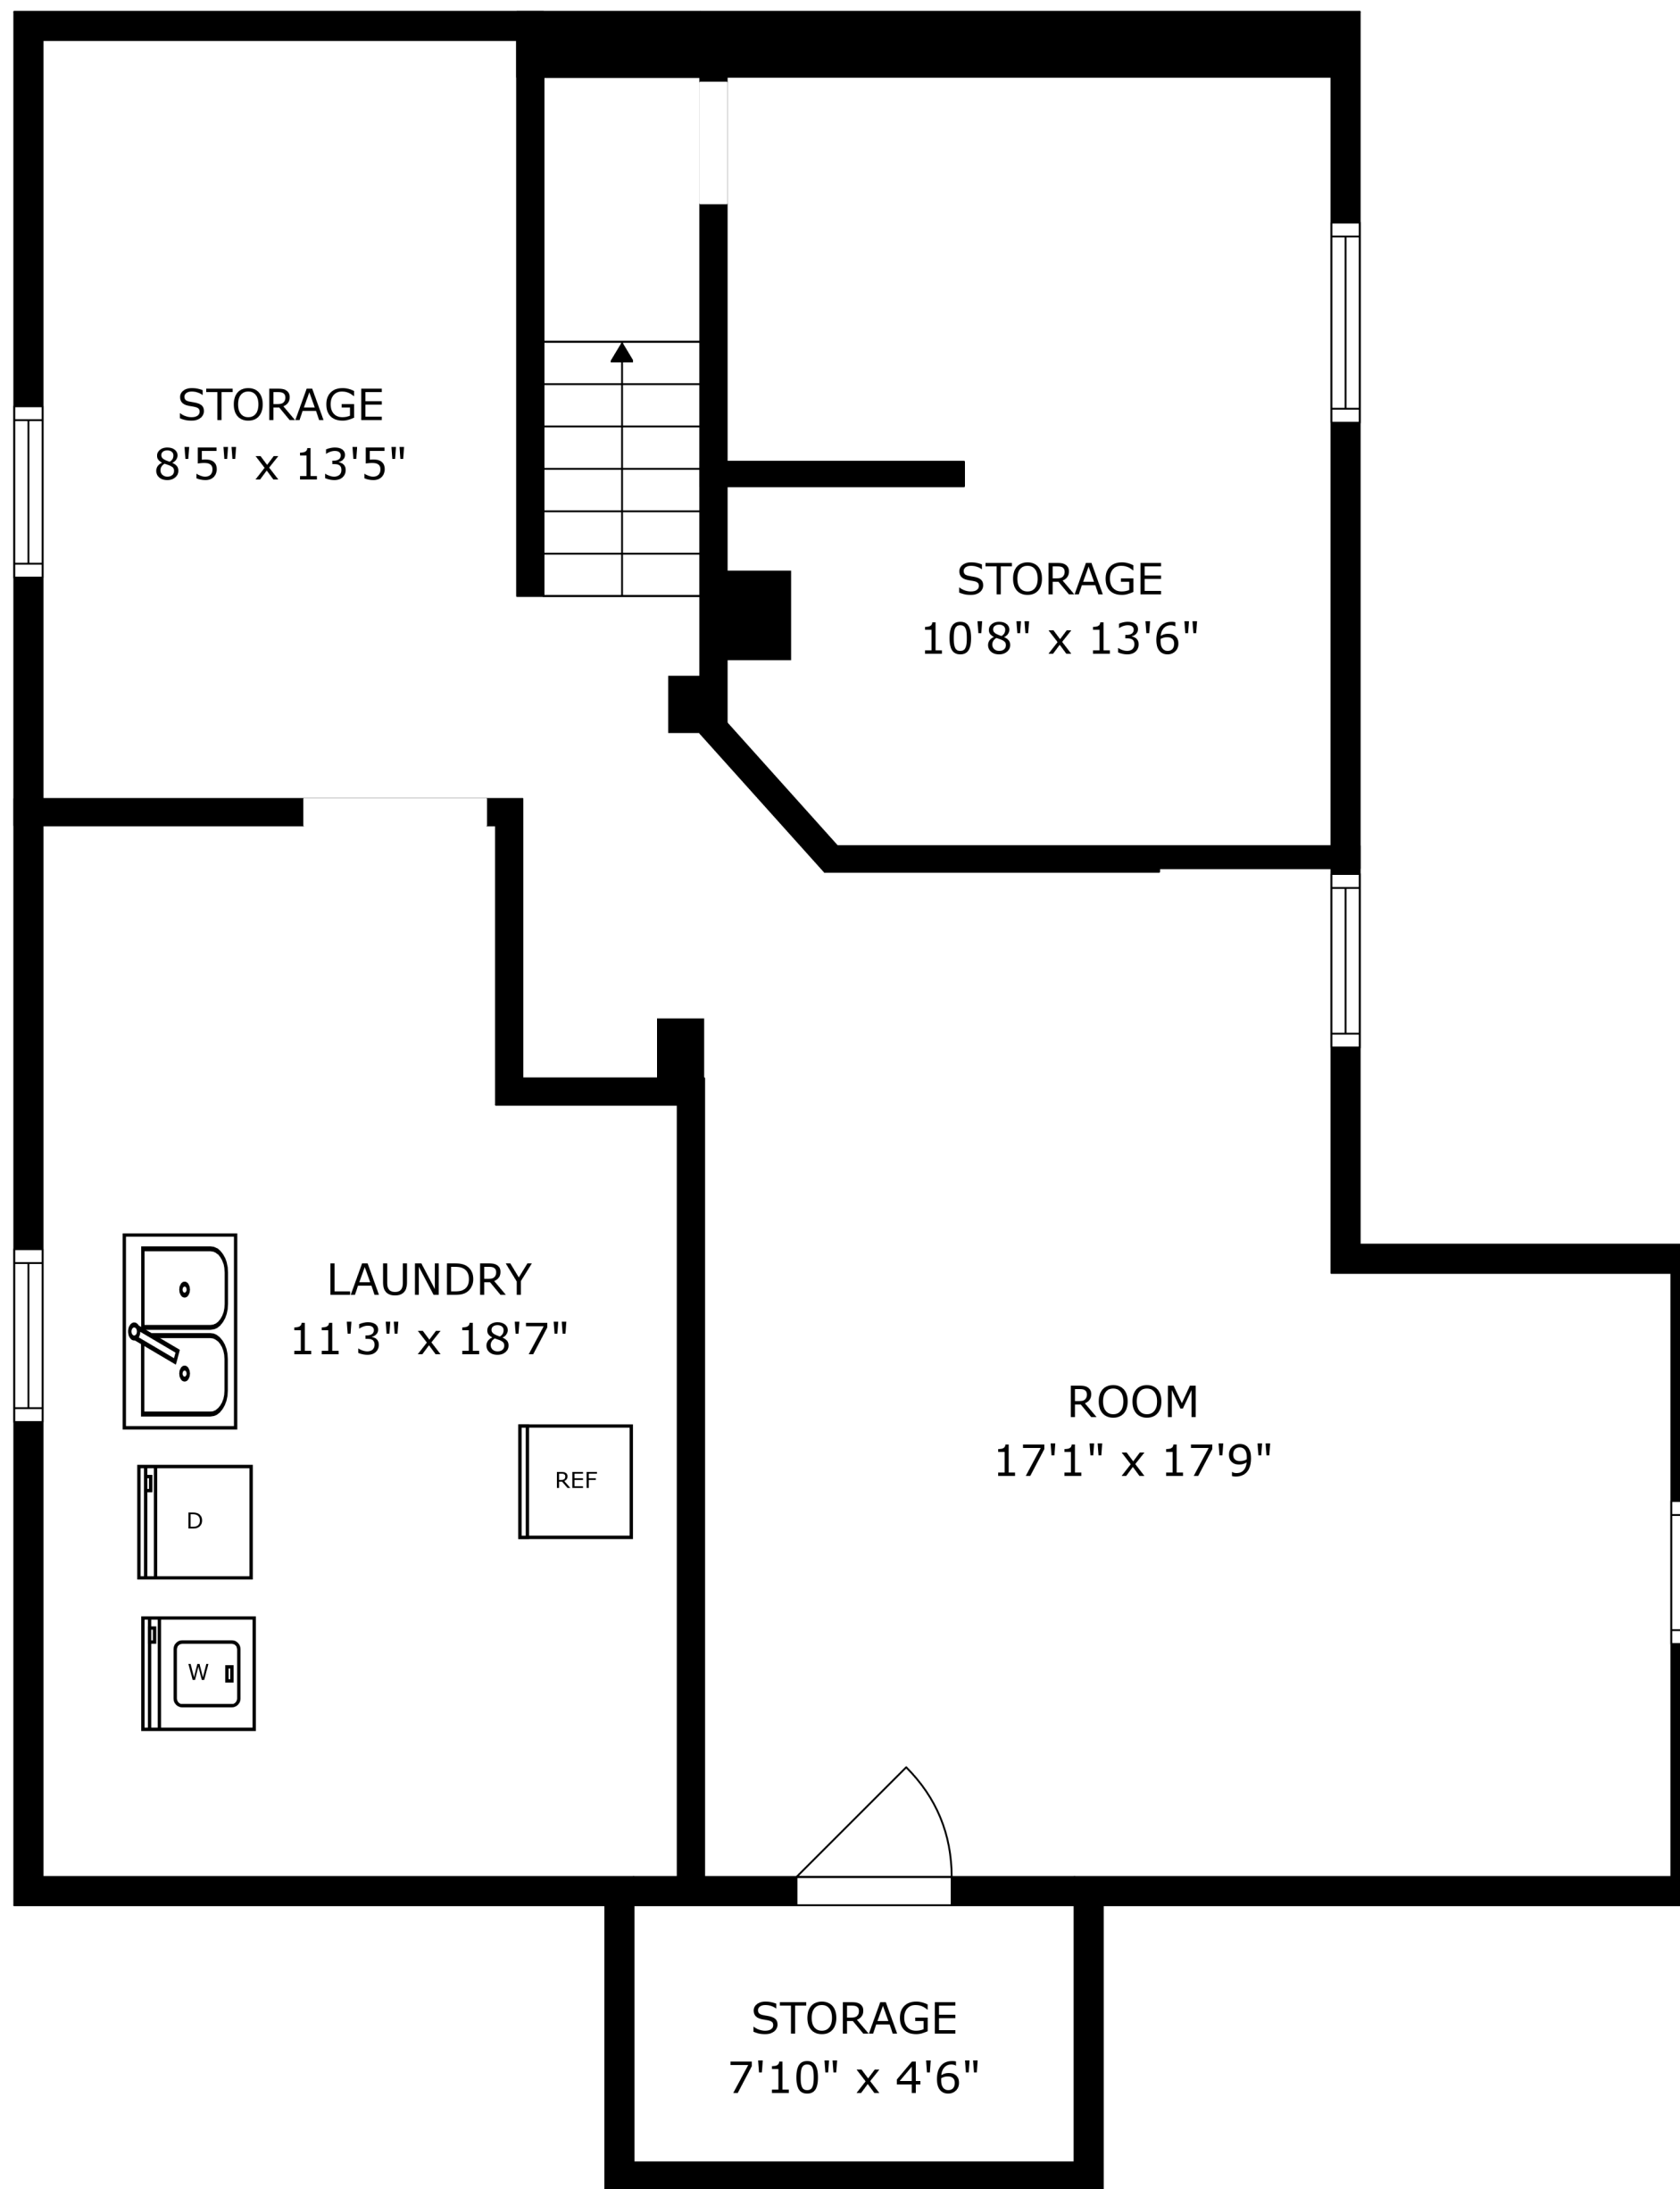 STORAGE
8'5" x 13'5"
STORAGE
10'8" x 13'6"
LAUNDRY
11'3" x 18'7"
ROOM
17'1" x 17'9"
REF
D
W
STORAGE
7'10" x 4'6"